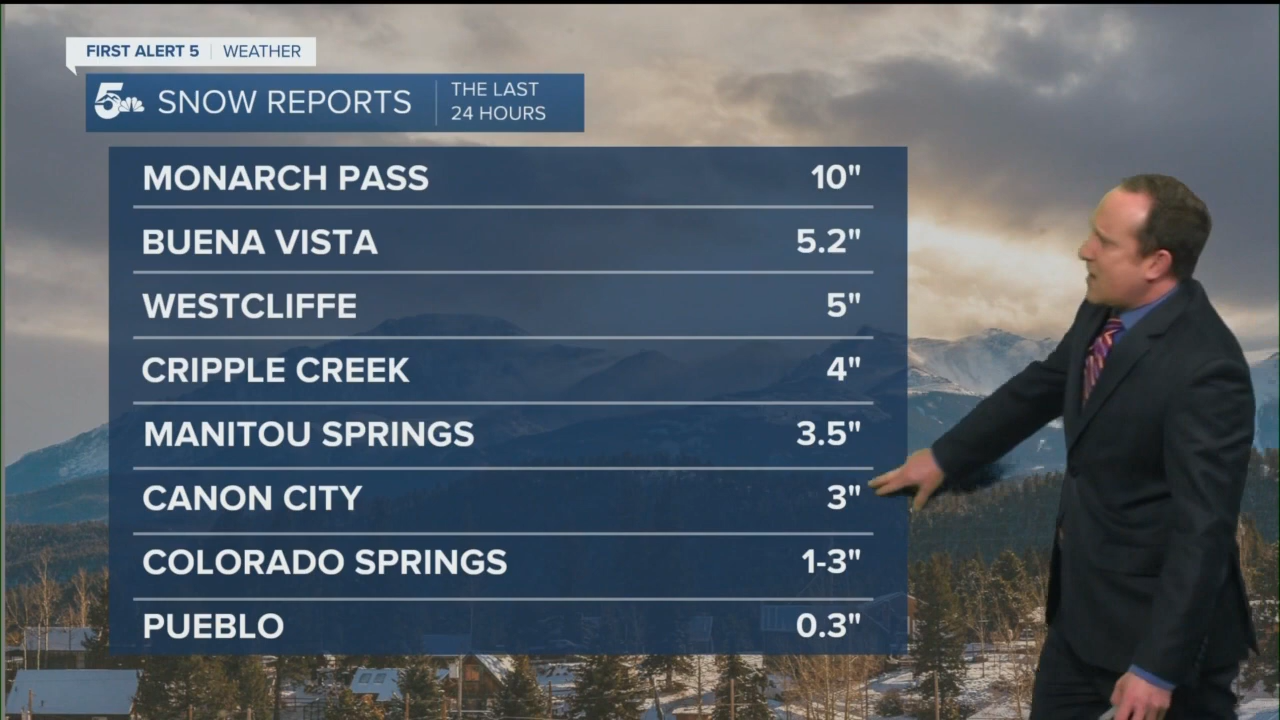 FIRST ALERT 5 | WEATHER
5 SNOW REPORTS
THE LAST
24 HOURS
MONARCH PASS 10"
BUENA VISTA 5.2"
WESTCLIFFE 5"
CRIPPLE CREEK 4"
MANITOU SPRINGS 3.5"
CANON CITY 3"
COLORADO SPRINGS 1-3"
PUEBLO 0.3"